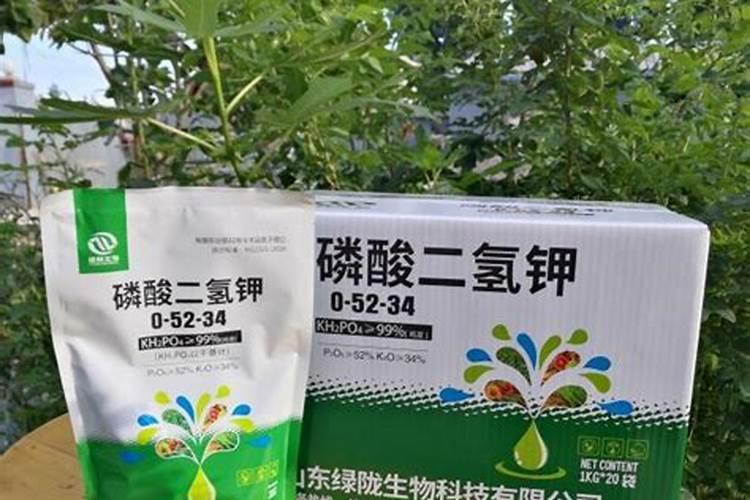 磷酸二氢钾
0-52-34
KH₂PO₄≥99%
P₂O₅≥52% K₂O≥34%
磷酸二氢钾
0-52-34
KH₂PO₄≥99%
P₂O₅≥52% K₂O≥34%
NET CONTENT
1KG*20袋
山东绿陇生物科技有限公司